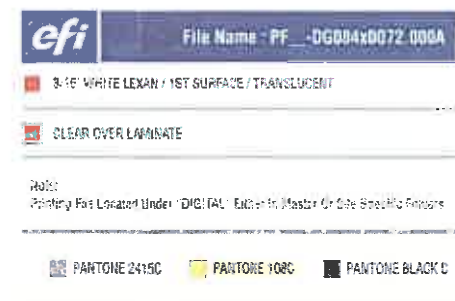 efi File Name : PF__-DG084x0072_000A
3/16" WHITE LEXAN / 1ST SURFACE / TRANSLUCENT
CLEAR OVER LAMINATE
Note:
Printing File Located Under "DIGITAL" Either In Master Or Site Specific Folders
PANTONE 2415C PANTONE 108C PANTONE BLACK C